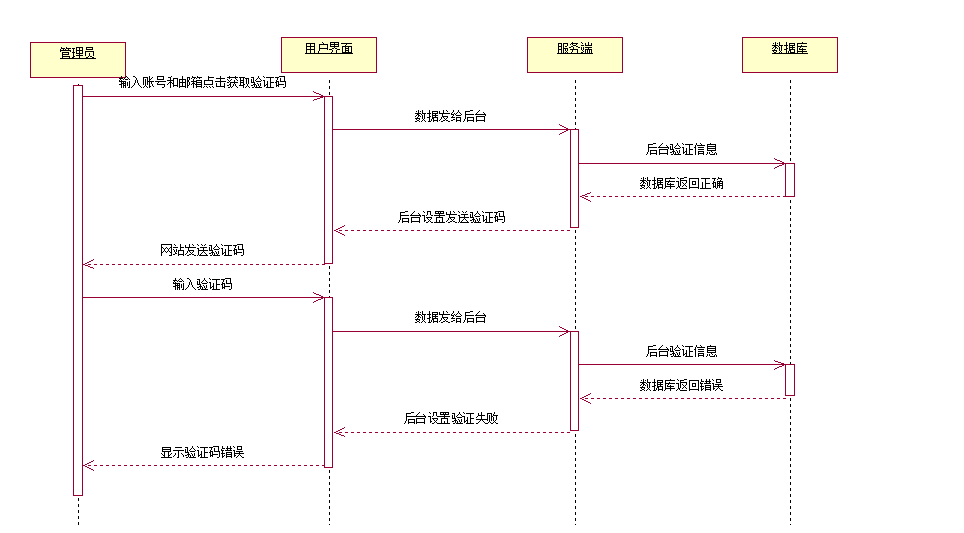 管理员
用户界面
服务端
数据库
输入账号和邮箱点击获取验证码
数据发给后台
后台验证信息
数据库返回正确
后台设置发送验证码
网站发送验证码
输入验证码
数据发给后台
后台验证信息
数据库返回错误
后台设置验证失败
显示验证码错误